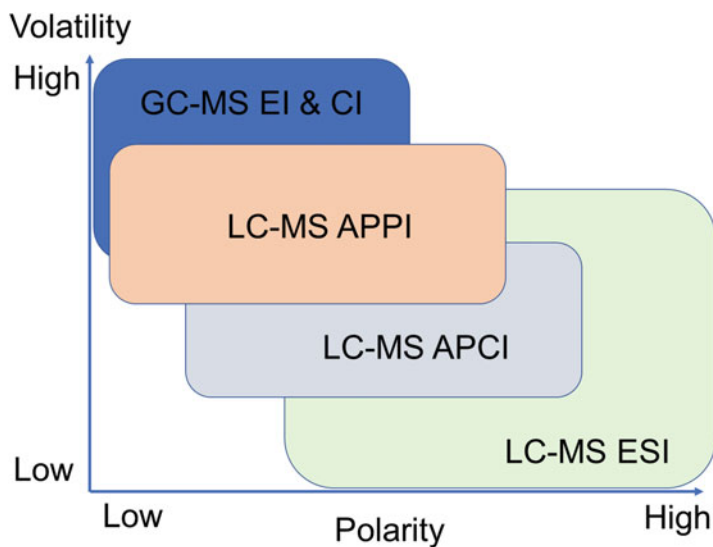 Volatility
High
GC-MS EI & CI
LC-MS APPI
LC-MS APCI
LC-MS ESI
Low
Low
Polarity
High